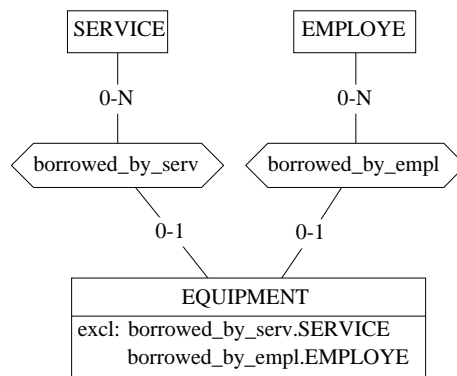 SERVICE EMPLOYE
0-N 0-N
borrowed_by_serv borrowed_by_empl
0-1 0-1
EQUIPMENT
excl: borrowed_by_serv.SERVICE
borrowed_by_empl.EMPLOYE